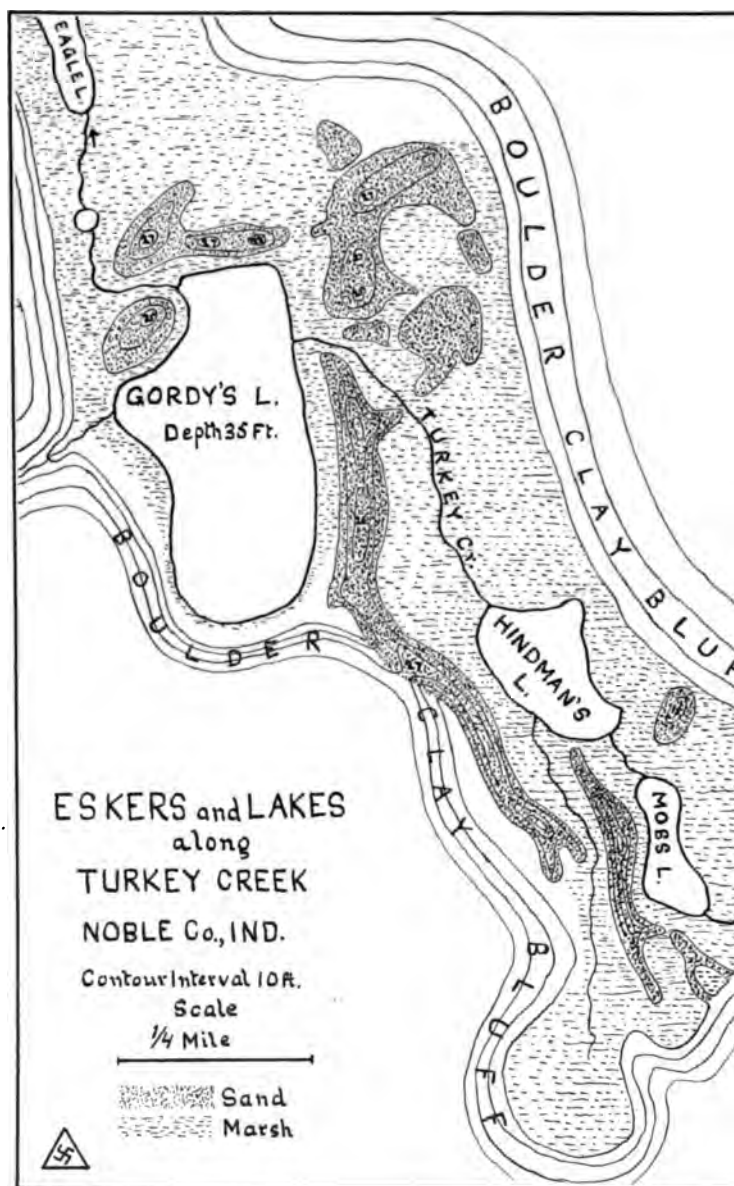 EAGLE L.
BOULDER CLAY BLUF
GORDY'S L.
Depth 35 Ft.
TURKEY CR.
HINDMAN'S
L.
MOBS L.
BOULDER CLAY BLUFF
ESKERS and LAKES
along
TURKEY CREEK
NOBLE Co., IND.
Contour Interval 10 ft.
Scale
1/4 Mile
Sand
Marsh